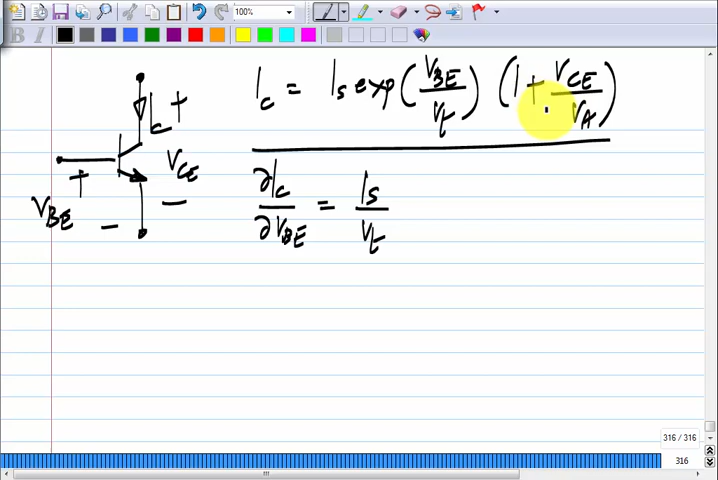 100%
B I
I_C = I_S exp(V_BE/V_t) (1 + V_CE/V_A)
I_C +
V_CE
+
V_BE − −
∂I_C/∂V_BE = I_S/V_t
316 / 316
316